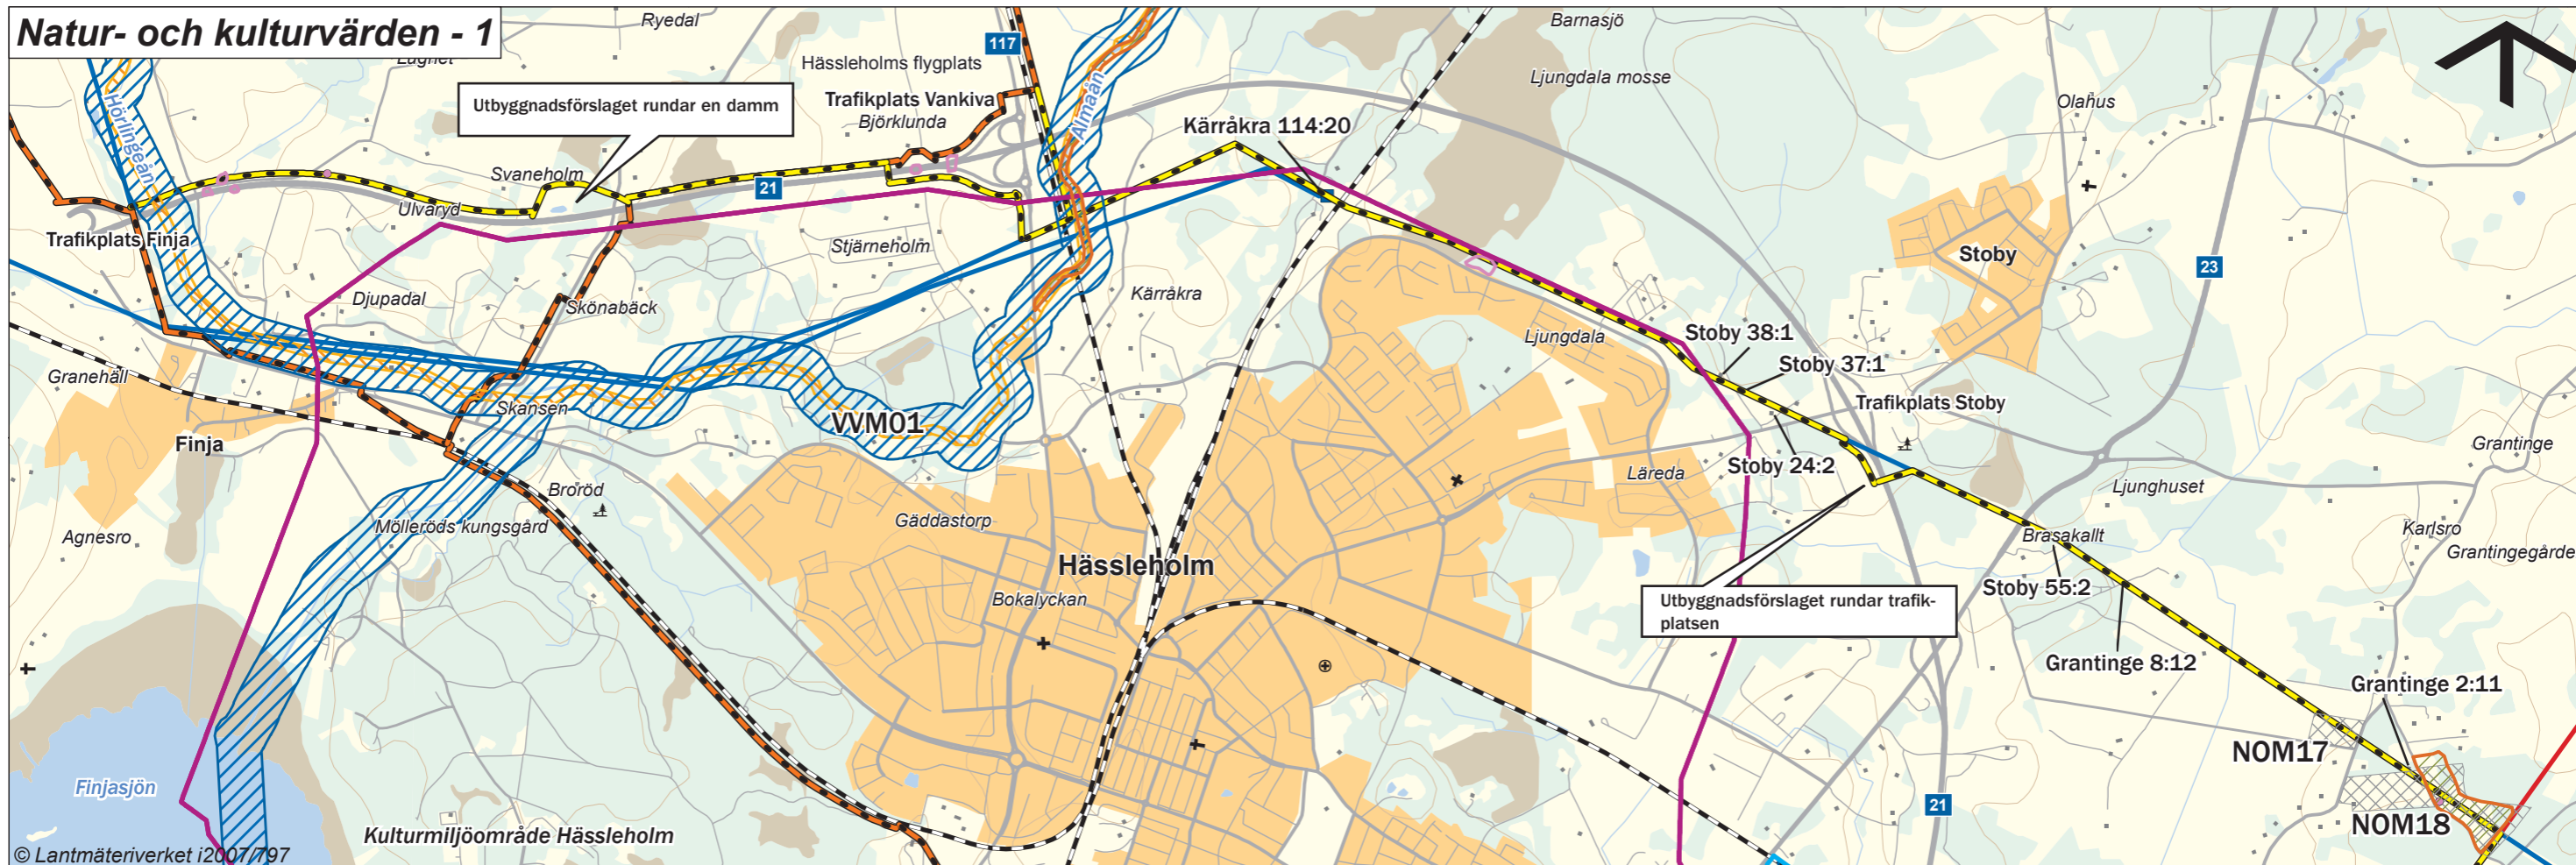 Natur- och kulturvärden - 1
Ryedal
117
Barnasjö
Hässleholms flygplats
Ljungdala mosse
Utbyggnadsförslaget rundar en damm
Trafikplats Vankiva
Björklunda
Almaån
Olahus
Hörlingeån
Kärråkra 114:20
Svaneholm
21
Ulvaryd
Trafikplats Finja
Stjärneholm
Stoby
23
Djupadal
Skönabäck
Kärråkra
Ljungdala
Stoby 38:1
Stoby 37:1
Granehäll
Skansen
VVM01
Trafikplats Stoby
Finja
Grantinge
Stoby 24:2
Läreda
Broröd
Ljunghuset
Mölleröds kungsgård
Gäddastorp
Agnesro
Brasakallt
Karlsro
Grantingegårde
Hässleholm
Bokalyckan
Stoby 55:2
Utbyggnadsförslaget rundar trafik-
platsen
Grantinge 8:12
Grantinge 2:11
NOM17
Finjasjön
21
NOM18
Kulturmiljöområde Hässleholm
© Lantmäteriverket i2007/797